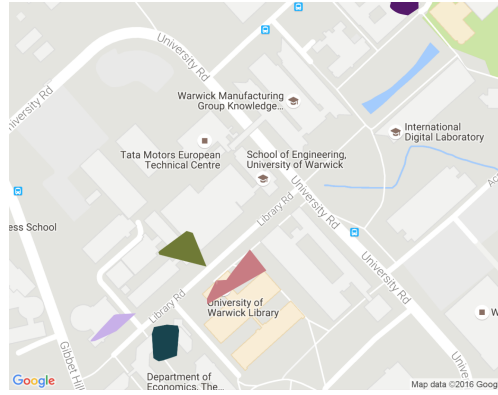 University Rd
University Rd
Warwick Manufacturing
Group Knowledge...
International
Digital Laboratory
Tata Motors European
Technical Centre
School of Engineering,
University of Warwick
University Rd
Ac
Library Rd
ess School
University Rd
Library Rd
University of
Warwick Library
W
Gibbet Hill
Unive
Department of
Economics, The...
Google
Map data ©2016 Goog